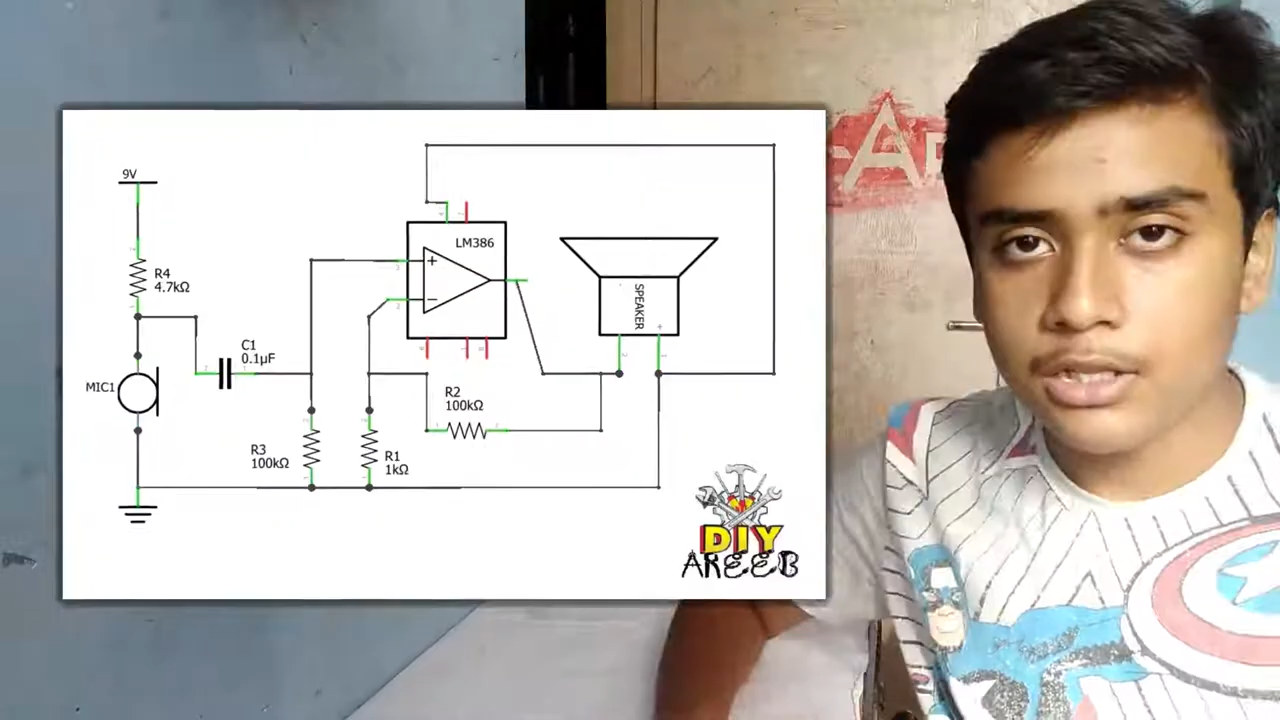 9V
R4
4.7kΩ
MIC1
C1
0.1µF
LM386
+
−
SPEAKER
+
R2
100kΩ
R3
100kΩ
R1
1kΩ
DIY
AREEB